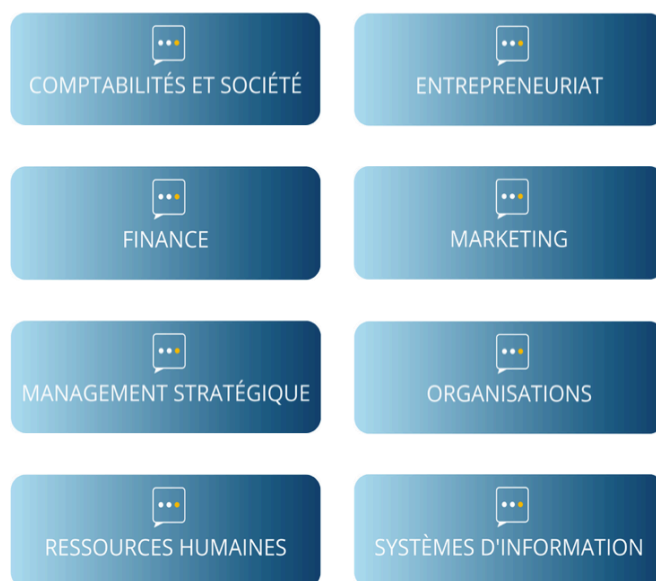 COMPTABILITÉS ET SOCIÉTÉ
ENTREPRENEURIAT
FINANCE
MARKETING
MANAGEMENT STRATÉGIQUE
ORGANISATIONS
RESSOURCES HUMAINES
SYSTÈMES D'INFORMATION